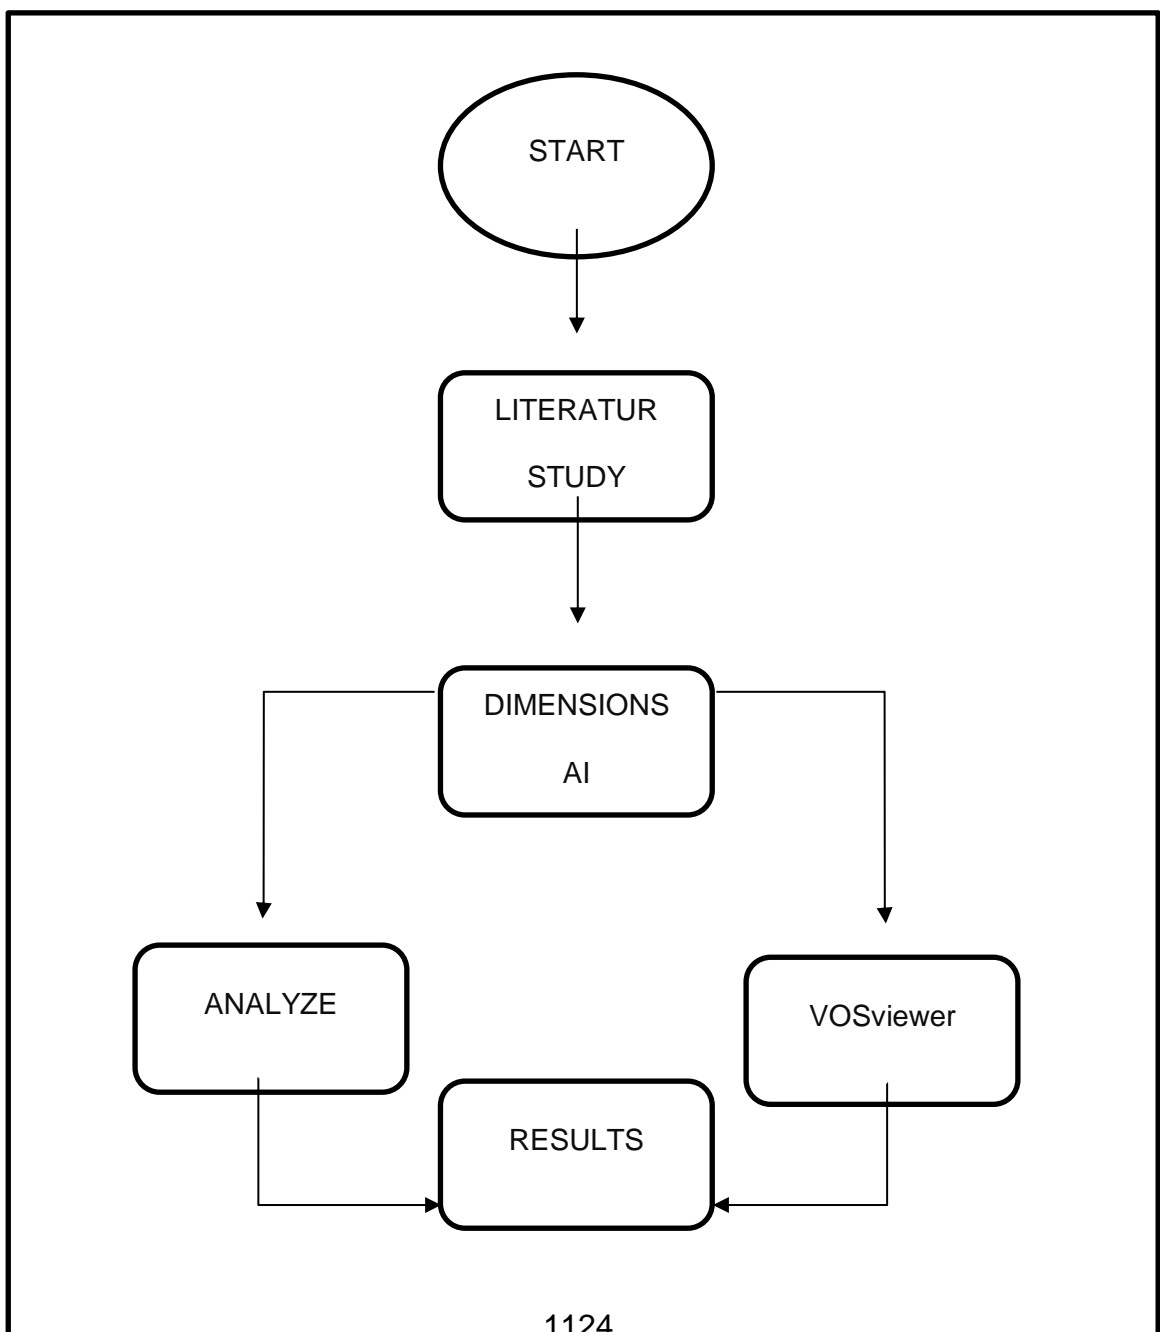 START
LITERATUR
STUDY
DIMENSIONS
AI
ANALYZE
VOSviewer
RESULTS
1124